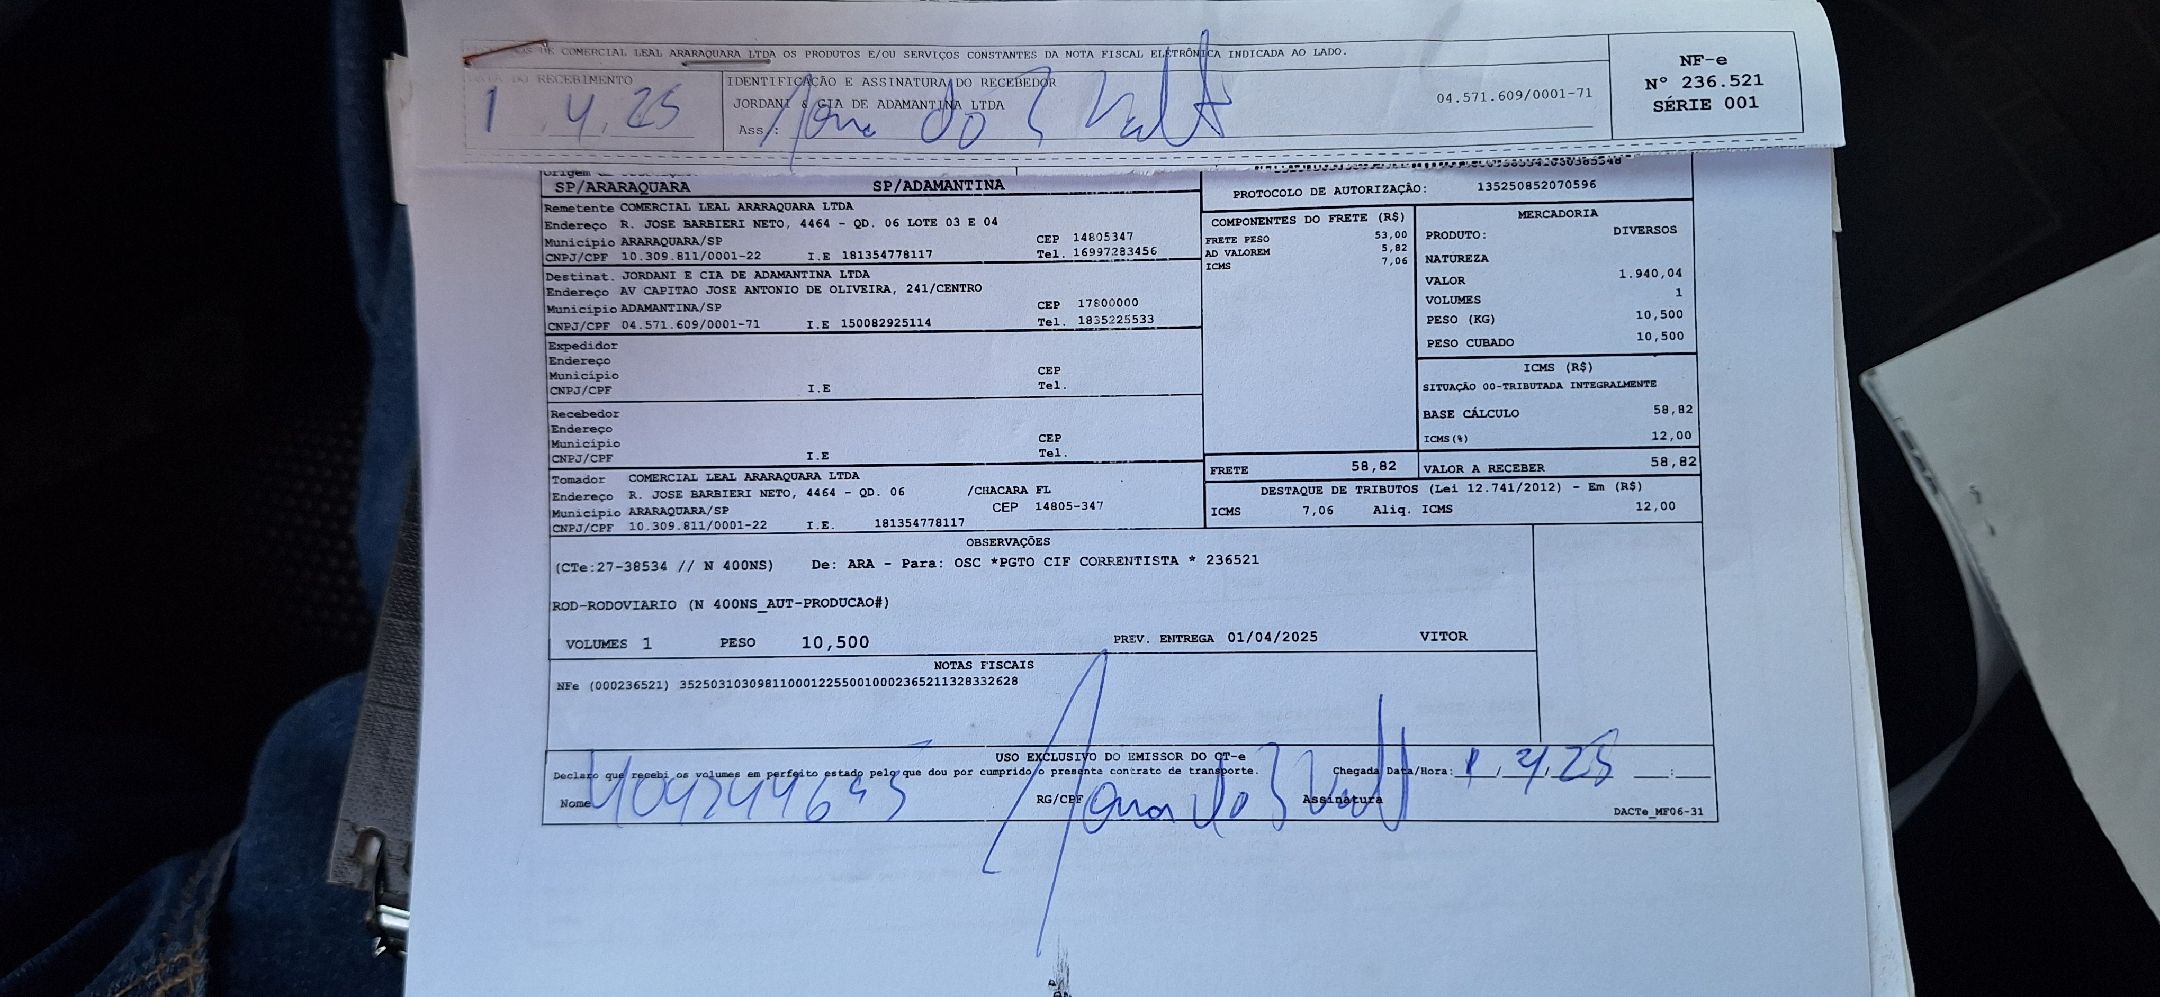 DE COMERCIAL LEAL ARARAQUARA LTDA OS PRODUTOS E/OU SERVIÇOS CONSTANTES DA NOTA FISCAL ELETRÔNICA INDICADA AO LADO.
NF-e
Nº 236.521
SÉRIE 001
DO RECEBIMENTO
1.4.25
IDENTIFICAÇÃO E ASSINATURA DO RECEBEDOR
JORDANI & CIA DE ADAMANTINA LTDA 04.571.609/0001-71
Ass.:
SP/ARARAQUARA SP/ADAMANTINA
PROTOCOLO DE AUTORIZAÇÃO: 135250852070596
Remetente COMERCIAL LEAL ARARAQUARA LTDA
Endereço R. JOSE BARBIERI NETO, 4464 - QD. 06 LOTE 03 E 04
Município ARARAQUARA/SP CEP 14805347
CNPJ/CPF 10.309.811/0001-22 I.E 181354778117 Tel. 16997283456
Destinat. JORDANI E CIA DE ADAMANTINA LTDA
Endereço AV CAPITAO JOSE ANTONIO DE OLIVEIRA, 241/CENTRO
Município ADAMANTINA/SP CEP 17800000
CNPJ/CPF 04.571.609/0001-71 I.E 150082925114 Tel. 1835225533
Expedidor
Endereço
Município CEP
CNPJ/CPF I.E Tel.
Recebedor
Endereço
Município CEP
CNPJ/CPF I.E Tel.
Tomador COMERCIAL LEAL ARARAQUARA LTDA
Endereço R. JOSE BARBIERI NETO, 4464 - QD. 06 /CHACARA FL
Município ARARAQUARA/SP CEP 14805-347
CNPJ/CPF 10.309.811/0001-22 I.E. 181354778117
COMPONENTES DO FRETE (R$)
FRETE PESO 53,00
AD VALOREM 5,82
ICMS 7,06
MERCADORIA
PRODUTO: DIVERSOS
NATUREZA
VALOR 1.940,04
VOLUMES 1
PESO (KG) 10,500
PESO CUBADO 10,500
ICMS (R$)
SITUAÇÃO 00-TRIBUTADA INTEGRALMENTE
BASE CÁLCULO 58,82
ICMS(%) 12,00
FRETE 58,82 VALOR A RECEBER 58,82
DESTAQUE DE TRIBUTOS (Lei 12.741/2012) - Em (R$)
ICMS 7,06 Aliq. ICMS 12,00
OBSERVAÇÕES
(CTe:27-38534 // N 400NS) De: ARA - Para: OSC *PGTO CIF CORRENTISTA * 236521
ROD-RODOVIARIO (N 400NS_AUT-PRODUCAO#)
VOLUMES 1 PESO 10,500 PREV. ENTREGA 01/04/2025 VITOR
NOTAS FISCAIS
NFe (000236521) 35250310309811000122550010002365211328332628
USO EXCLUSIVO DO EMISSOR DO CT-e
Declaro que recebi os volumes em perfeito estado pelo que dou por cumprido o presente contrato de transporte. Chegada Data/Hora: 1.4.25 __:__
Nome RG/CPF Assinatura DACTe_MF06-31